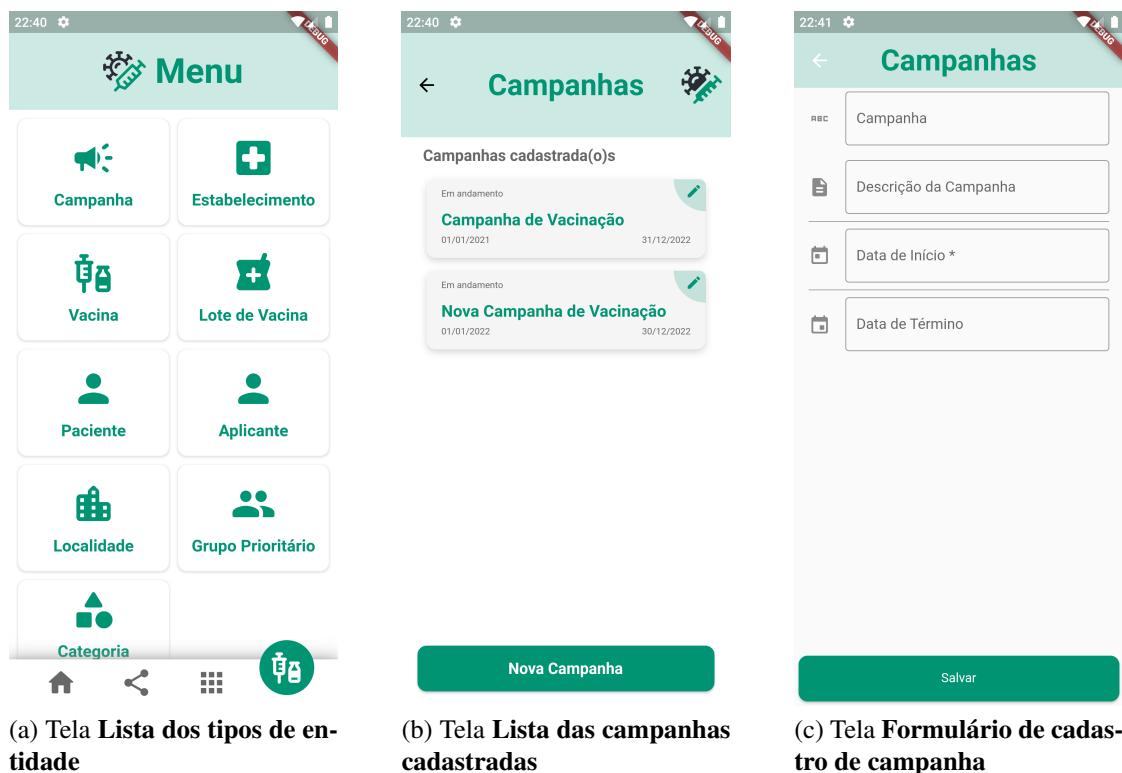 22:40
DEBUG
Menu
Campanha
Estabelecimento
Vacina
Lote de Vacina
Paciente
Aplicante
Localidade
Grupo Prioritário
Categoria
(a) Tela Lista dos tipos de en-
tidade
22:40
DEBUG
Campanhas
Campanhas cadastrada(o)s
Em andamento
Campanha de Vacinação
01/01/2021 31/12/2022
Em andamento
Nova Campanha de Vacinação
01/01/2022 30/12/2022
Nova Campanha
(b) Tela Lista das campanhas
cadastradas
22:41
DEBUG
Campanhas
ABC
Campanha
Descrição da Campanha
Data de Início *
Data de Término
Salvar
(c) Tela Formulário de cadas-
tro de campanha